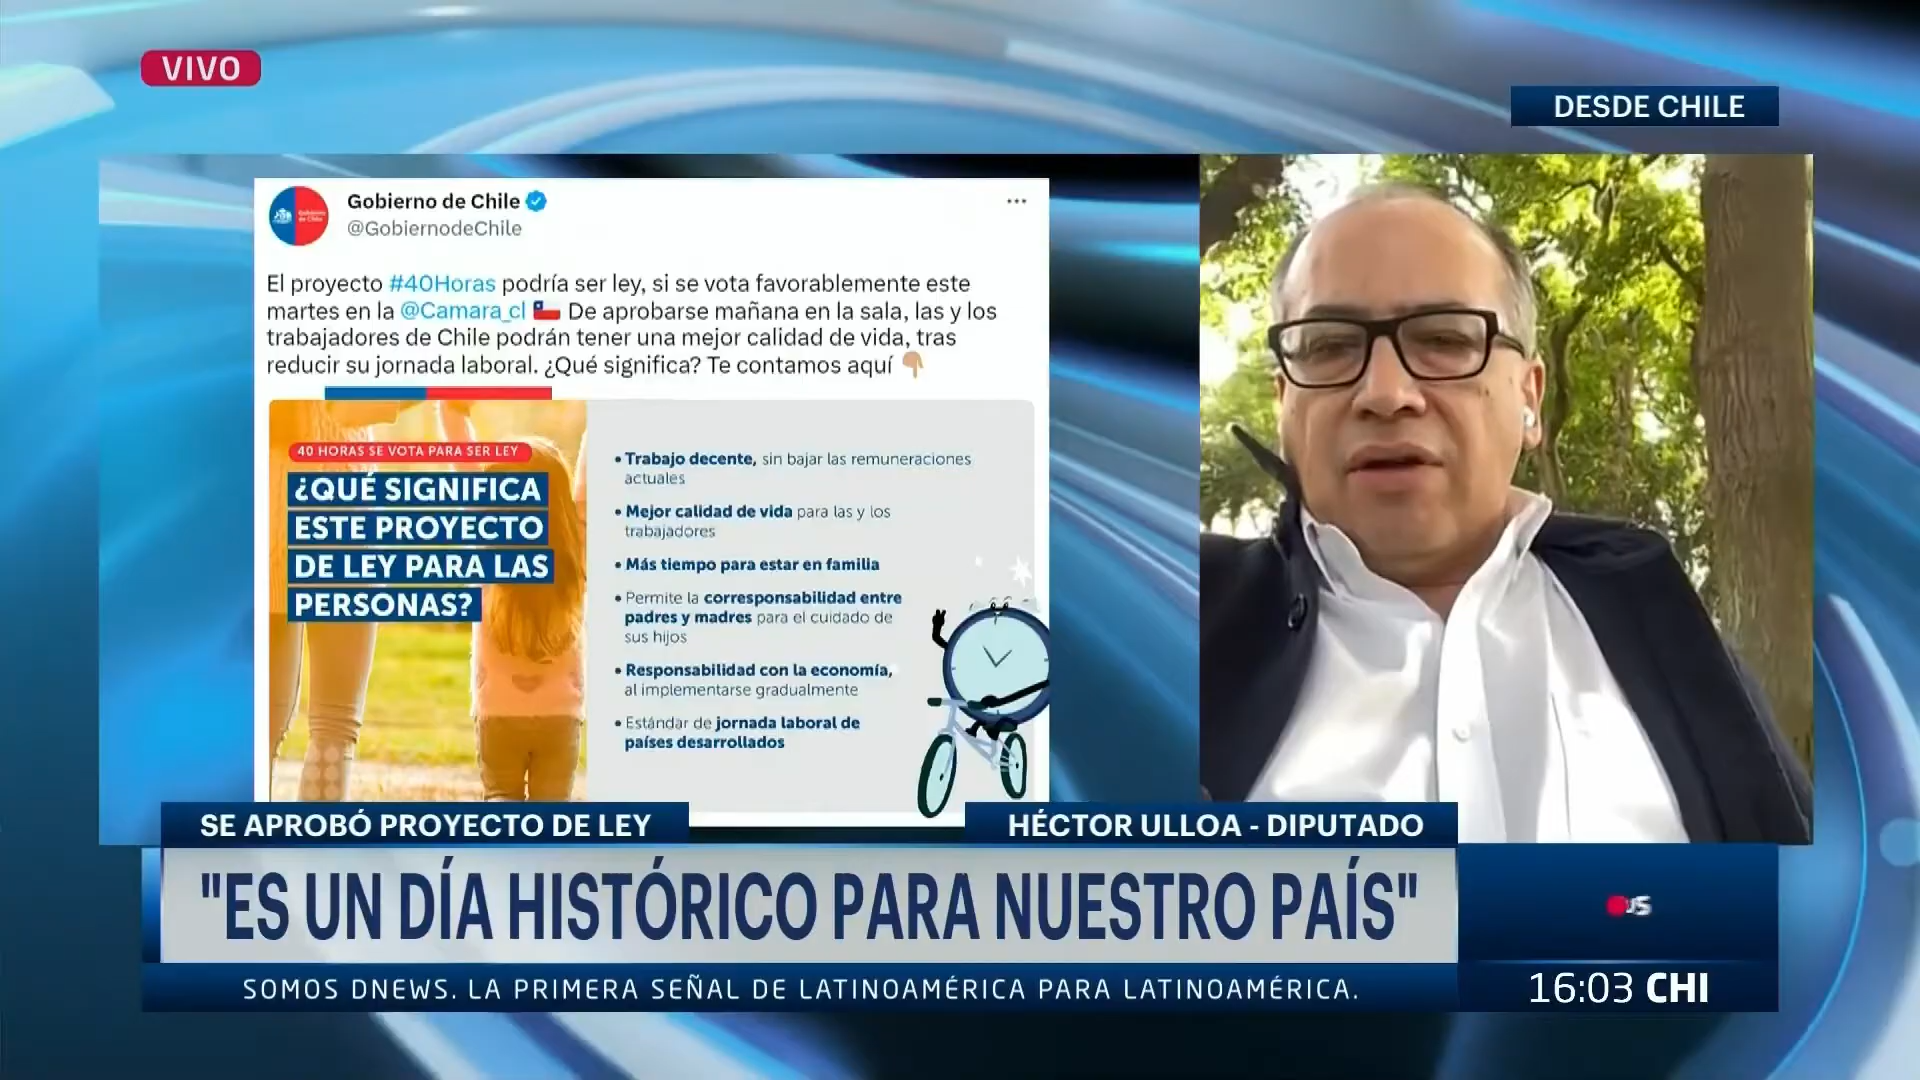 VIVO
DESDE CHILE
Gobierno de Chile
@GobiernodeChile
El proyecto #40Horas podría ser ley, si se vota favorablemente este
martes en la @Camara_cl 🇨🇱 De aprobarse mañana en la sala, las y los
trabajadores de Chile podrán tener una mejor calidad de vida, tras
reducir su jornada laboral. ¿Qué significa? Te contamos aquí 👇🏼
40 HORAS SE VOTA PARA SER LEY
¿QUÉ SIGNIFICA
ESTE PROYECTO
DE LEY PARA LAS
PERSONAS?
• Trabajo decente, sin bajar las remuneraciones
actuales
• Mejor calidad de vida para las y los
trabajadores
• Más tiempo para estar en familia
• Permite la corresponsabilidad entre
padres y madres para el cuidado de
sus hijos
• Responsabilidad con la economía,
al implementarse gradualmente
• Estándar de jornada laboral de
países desarrollados
SE APROBÓ PROYECTO DE LEY
HÉCTOR ULLOA - DIPUTADO
"ES UN DÍA HISTÓRICO PARA NUESTRO PAÍS"
SOMOS DNEWS. LA PRIMERA SEÑAL DE LATINOAMÉRICA PARA LATINOAMÉRICA.
16:03 CHI